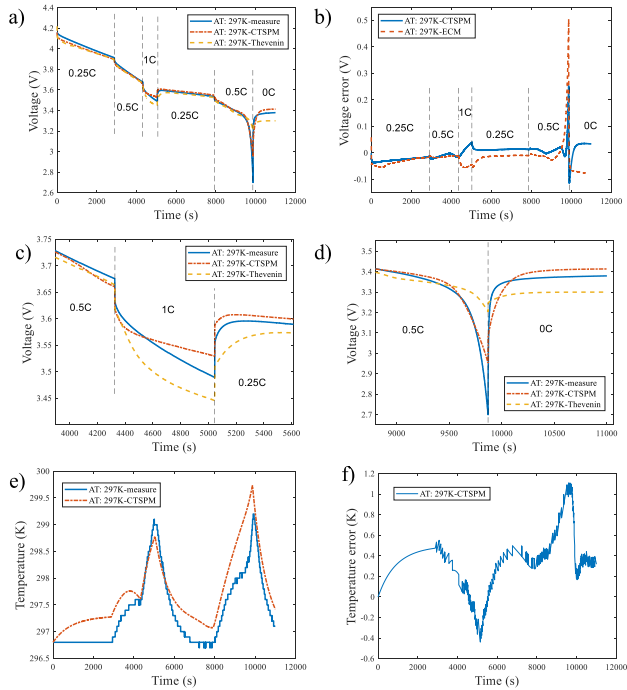 a)
4.2
4
3.8
3.6
3.4
3.2
3
2.8
2.6
Voltage (V)
0.25C
0.5C
1C
0.25C
0.5C
0C
AT: 297K-measure
AT: 297K-CTSPM
AT: 297K-Thevenin
0 2000 4000 6000 8000 10000 12000
Time (s)
b)
0.5
0.4
0.3
0.2
0.1
0
-0.1
Voltage error (V)
AT: 297K-CTSPM
AT: 297K-ECM
0.25C
0.5C
1C
0.25C
0.5C
0C
0 2000 4000 6000 8000 10000 12000
Time (s)
c)
3.75
3.7
3.65
3.6
3.55
3.5
3.45
Voltage (V)
AT: 297K-measure
AT: 297K-CTSPM
AT: 297K-Thevenin
0.5C
1C
0.25C
4000 4200 4400 4600 4800 5000 5200 5400 5600
Time (s)
d)
3.5
3.4
3.3
3.2
3.1
3
2.9
2.8
2.7
Voltage (V)
0.5C
0C
AT: 297K-measure
AT: 297K-CTSPM
AT: 297K-Thevenin
9000 9500 10000 10500 11000
Time (s)
e)
300
299.5
299
298.5
298
297.5
297
296.5
Temperature (K)
AT: 297K-measure
AT: 297K-CTSPM
0 2000 4000 6000 8000 10000 12000
Time (s)
f)
1.2
1
0.8
0.6
0.4
0.2
0
-0.2
-0.4
-0.6
Temperature error (K)
AT: 297K-CTSPM
0 2000 4000 6000 8000 10000 12000
Time (s)